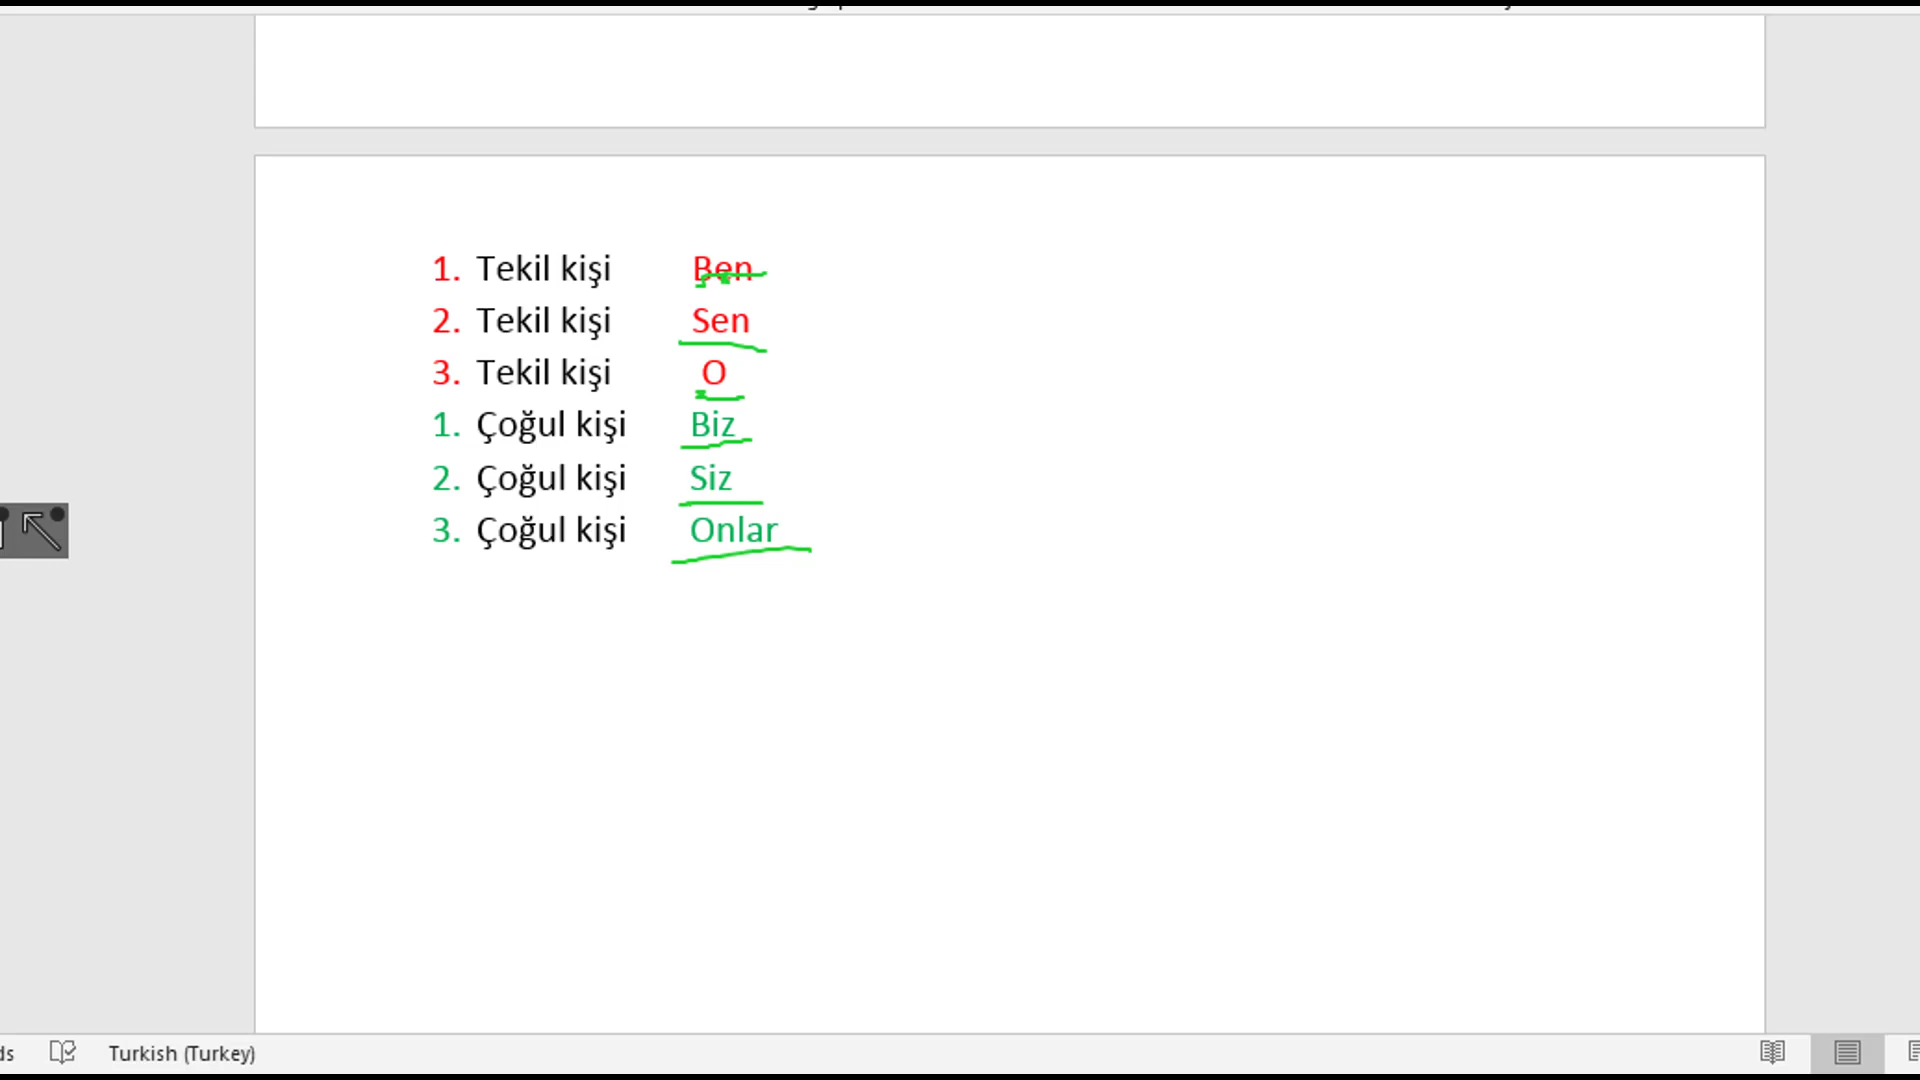 1. Tekil kişi Ben
2. Tekil kişi Sen
3. Tekil kişi O
1. Çoğul kişi Biz
2. Çoğul kişi Siz
3. Çoğul kişi Onlar
Turkish (Turkey)